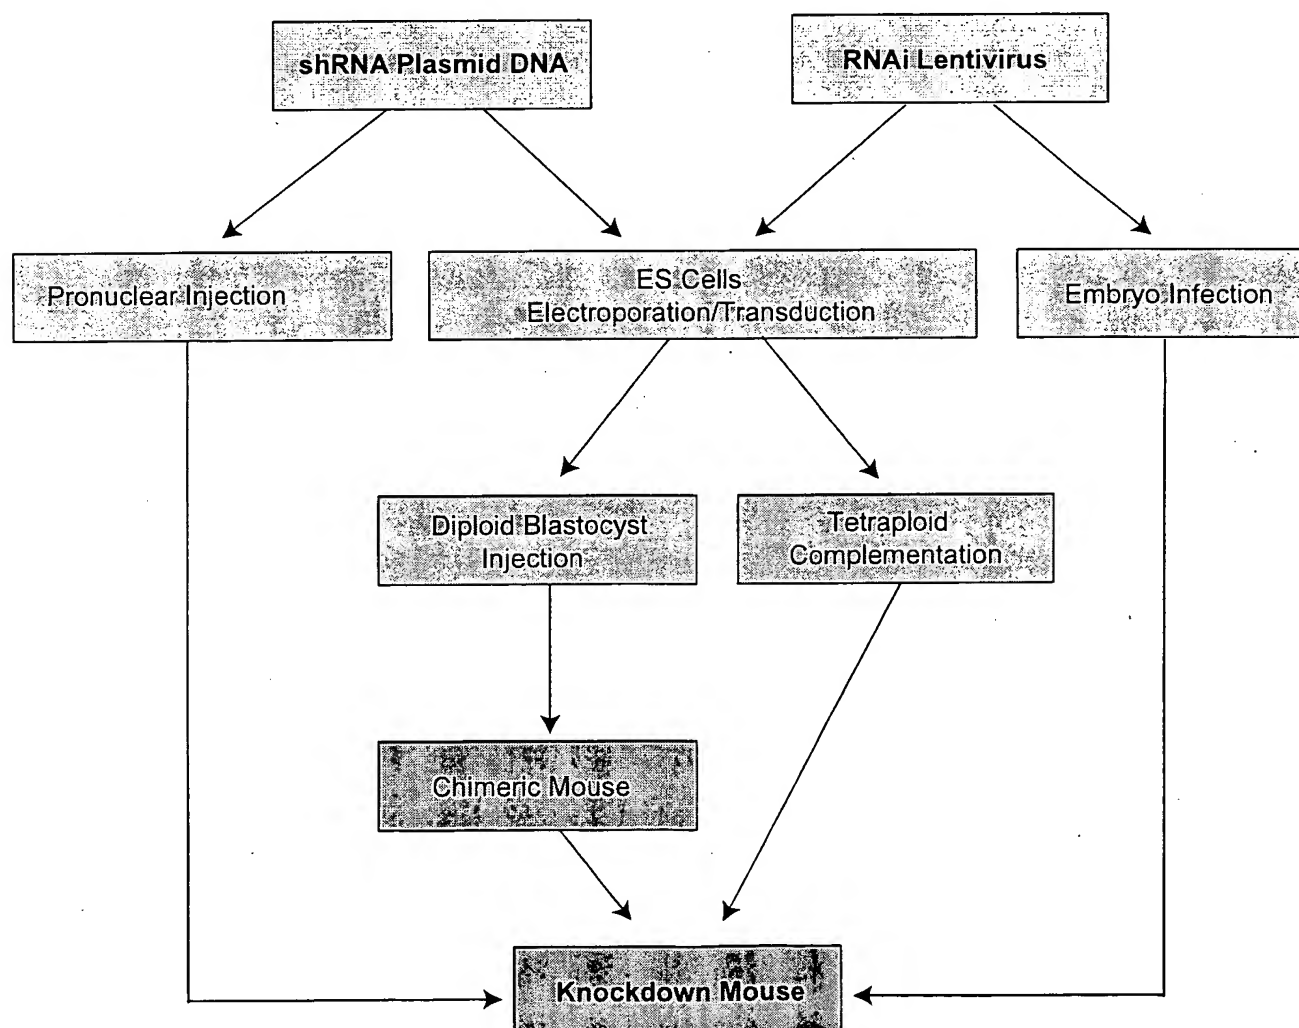 shRNA Plasmid DNA
RNAi Lentivirus
Pronuclear Injection
ES Cells
Electroporation/Transduction
Embryo Infection
Diploid Blastocyst
Injection
Tetraploid
Complementation
Chimeric Mouse
Knockdown Mouse